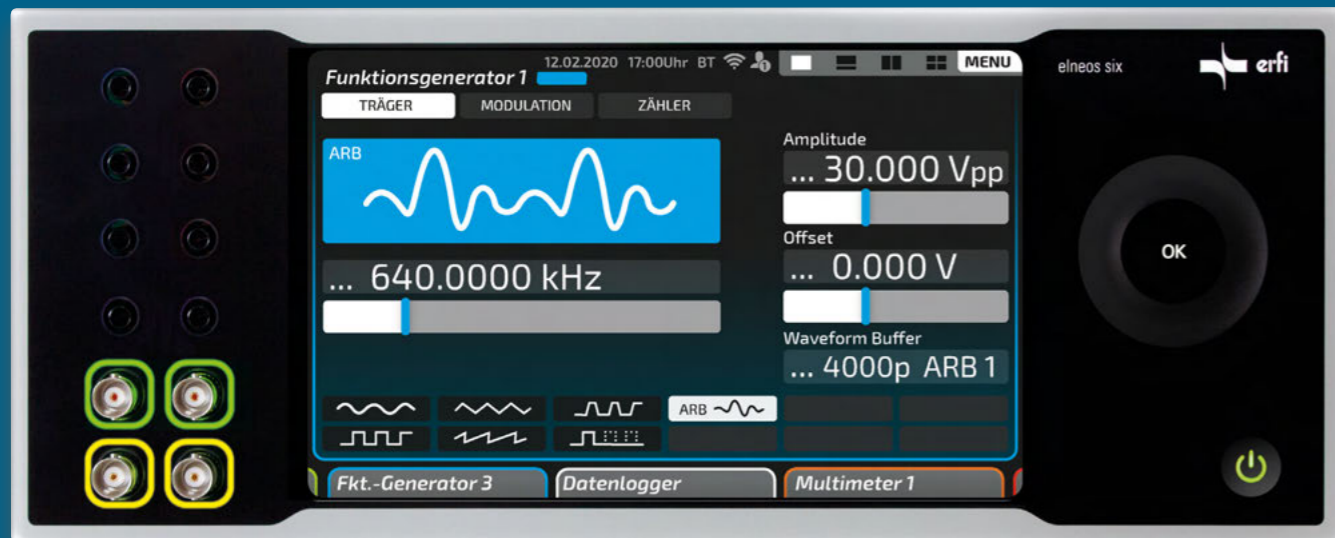 12.02.2020 17:00Uhr BT 1 MENU
Funktionsgenerator 1
TRÄGER MODULATION ZÄHLER
ARB
640.0000 kHz
Amplitude
... 30.000 Vpp
Offset
... 0.000 V
Waveform Buffer
... 4000p ARB 1
ARB
Fkt.-Generator 3 Datenlogger Multimeter 1
elneos six erfi
OK